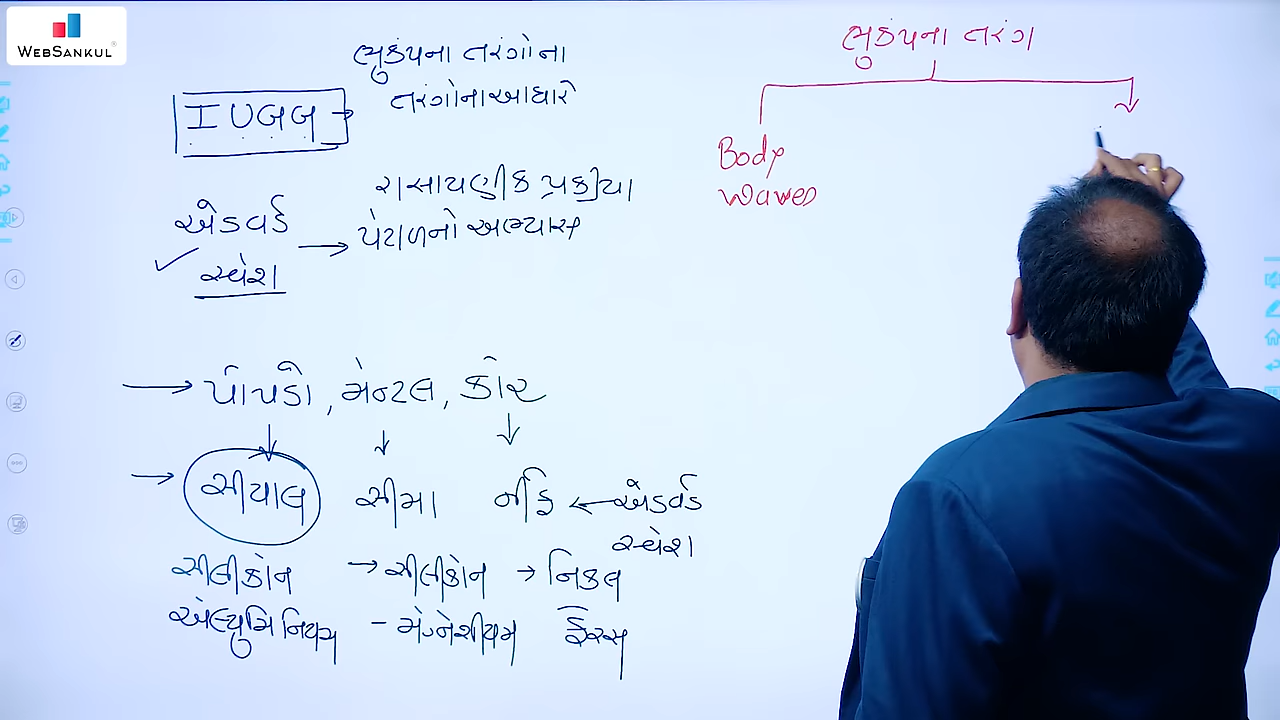 WEBSANKUL®
ભુકંપના તરંગોના
તરંગોના આધારે
IUGG
રાસાયણીક પ્રક્રીયા
પેટાળનો અભ્યાસ
એડવર્ડ
સ્વેશ
પોપડો, મેન્ટલ, કોર
સીયાલ સીમા નીફે ← એડવર્ડ
સ્વેશ
સીલીકોન → સીલીકોન → નિકલ
એલ્યુમિનિયમ - મેગ્નેશીયમ ફેરસ
ભુકંપના તરંગ
Body
waves